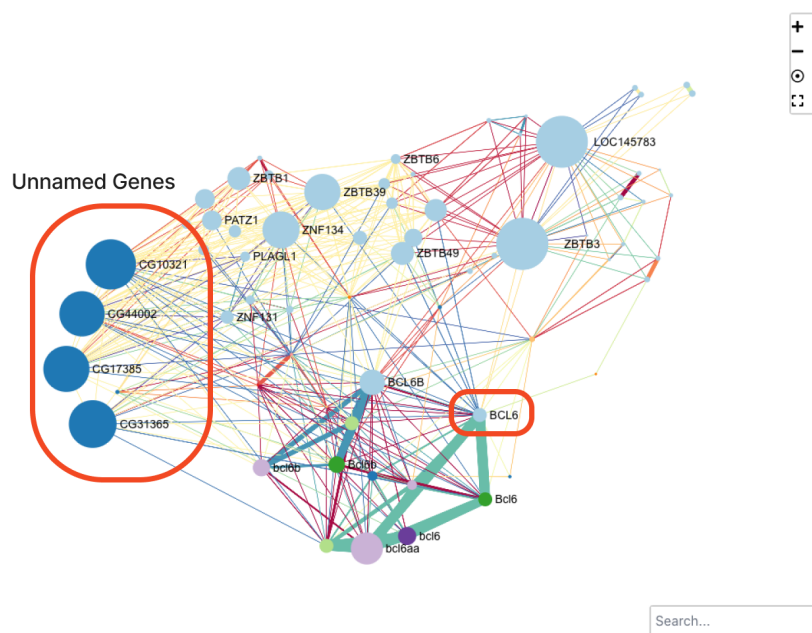 +
−
LOC145783
ZBTB6
Unnamed Genes
ZBTB1
ZBTB39
PATZ1
ZNF134
ZBTB3
ZBTB49
PLAGL1
CG10321
CG44002
ZNF131
CG17385
BCL6B
BCL6
CG31365
bcl6b
Bcl6b
Bcl6
bcl6
bcl6aa
Search...